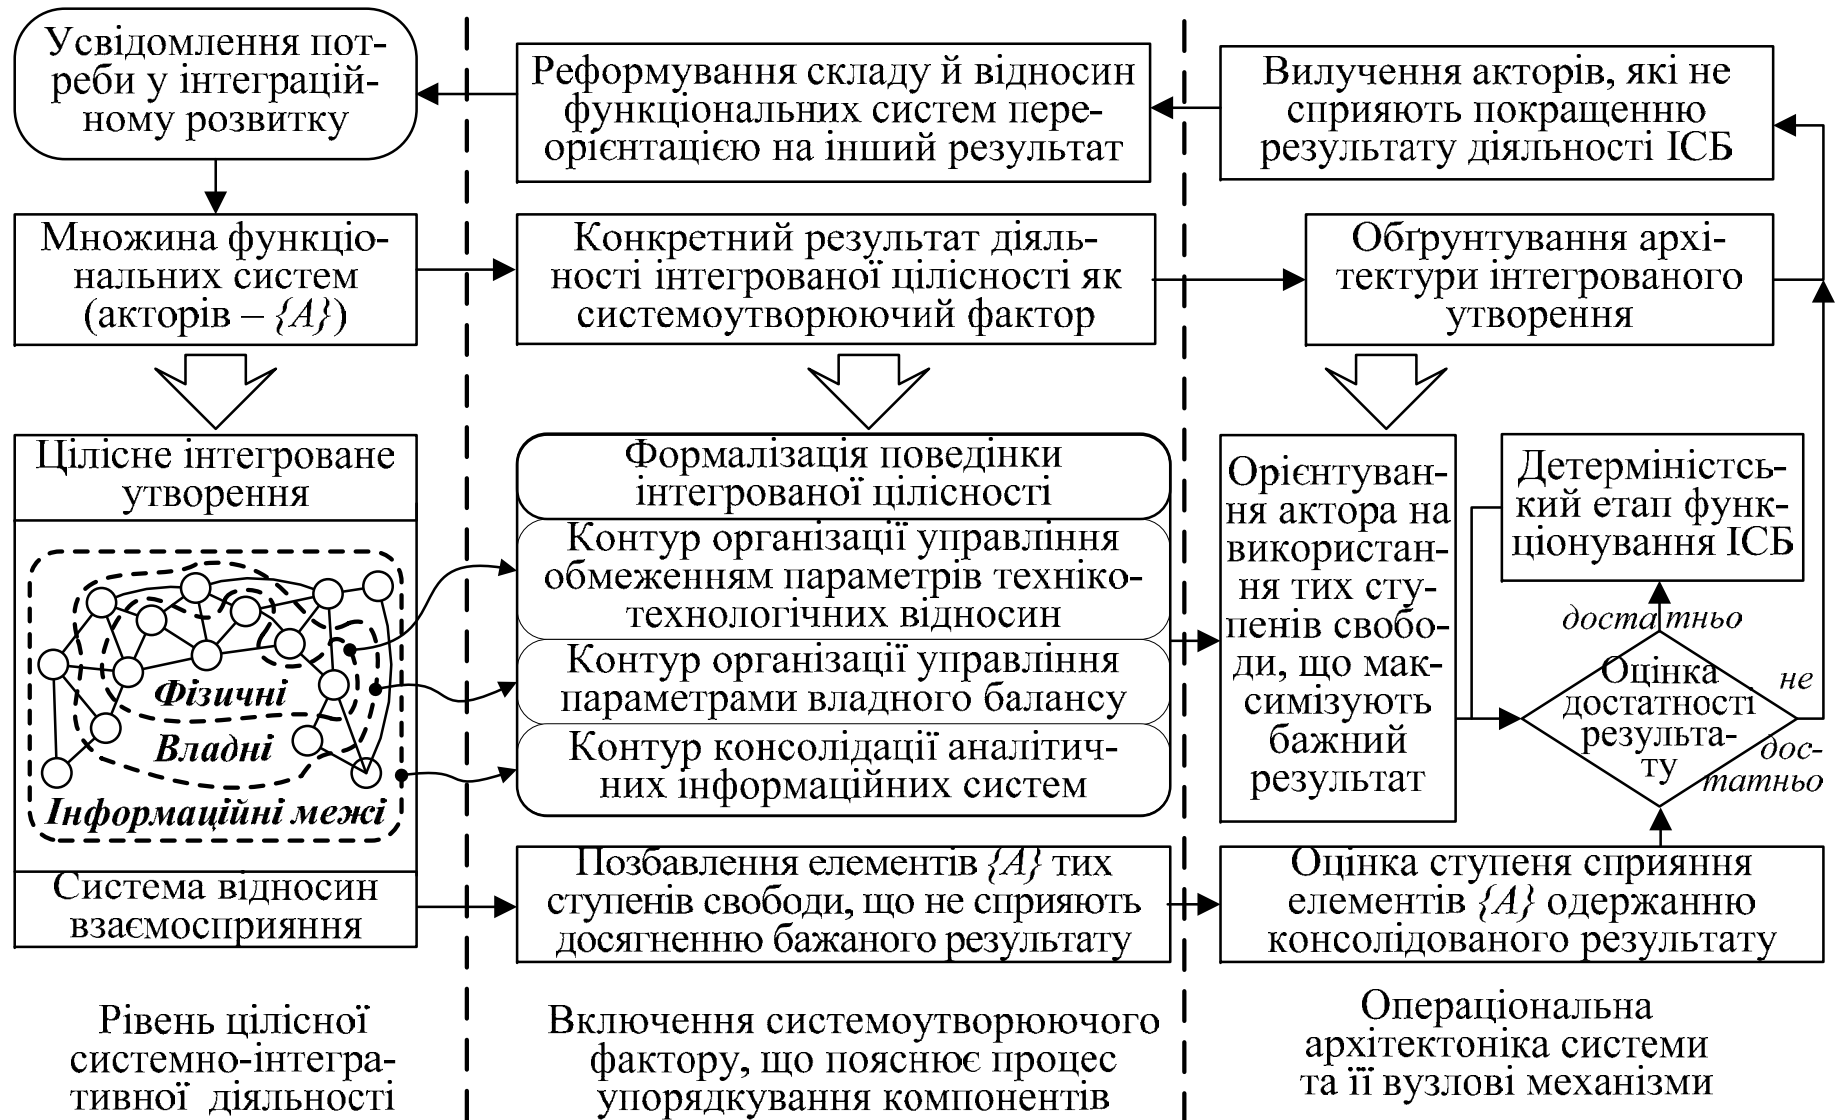 Усвідомлення пот-
реби у інтеграцій-
ному розвитку
Реформування складу й відносин
функціональних систем пере-
орієнтацією на інший результат
Вилучення акторів, які не
сприяють покращенню
результату діяльності ІСБ
Множина функціо-
нальних систем
(акторів – {A})
Конкретний результат діяль-
ності інтегрованої цілісності як
системоутворюючий фактор
Обґрунтування архі-
тектури інтегрованого
утворення
Цілісне інтегроване
утворення
Фізичні
Владні
Інформаційні межі
Система відносин
взаємосприяння
Формалізація поведінки
інтегрованої цілісності
Контур організації управління
обмеженням параметрів техніко-
технологічних відносин
Контур організації управління
параметрами владного балансу
Контур консолідації аналітич-
них інформаційних систем
Позбавлення елементів {A} тих
ступенів свободи, що не сприяють
досягненню бажаного результату
Орієнтуван-
ня актора на
використан-
ня тих сту-
пенів свобо-
ди, що мак-
симізують
бажний
результат
Детерміністсь-
кий етап функ-
ціонування ІСБ
достатньо
Оцінка
достатності
результа-
ту
не
дос-
татньо
Оцінка ступеня сприяння
елементів {A} одержанню
консолідованого результату
Рівень цілісної
системно-інтегра-
тивної діяльності
Включення системоутворюючого
фактору, що пояснює процес
упорядкування компонентів
Операціональна
архітектоніка системи
та її вузлові механізми